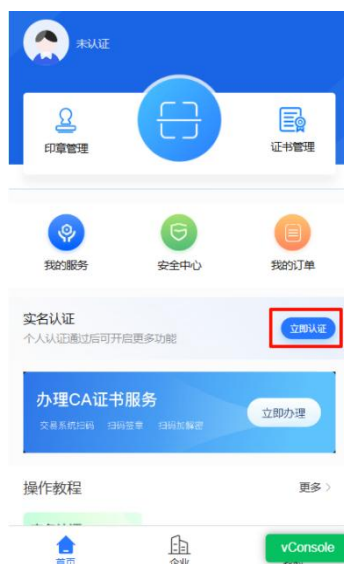 未认证
印章管理
证书管理
我的服务
安全中心
我的订单
实名认证
个人认证通过后可开启更多功能
立即认证
办理CA证书服务
交易系统扫码 扫码签章 扫码加解密
立即办理
操作教程
更多
首页
企业
vConsole